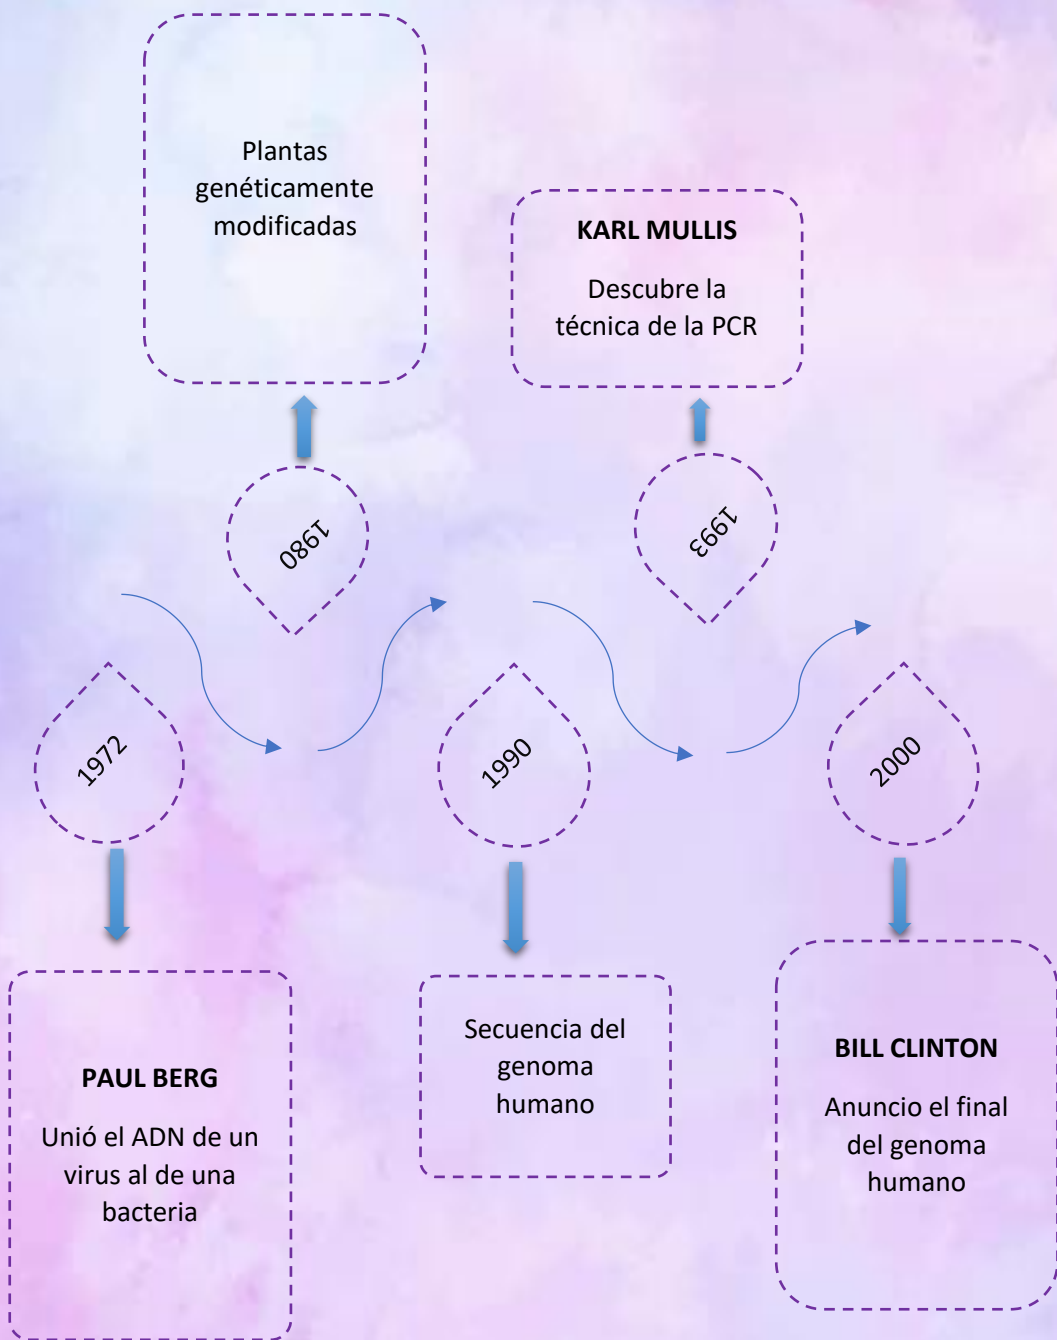 Plantas
genéticamente
modificadas
KARL MULLIS
Descubre la
técnica de la PCR
1980
1993
1972
1990
2000
PAUL BERG
Unió el ADN de un
virus al de una
bacteria
Secuencia del
genoma
humano
BILL CLINTON
Anuncio el final
del genoma
humano